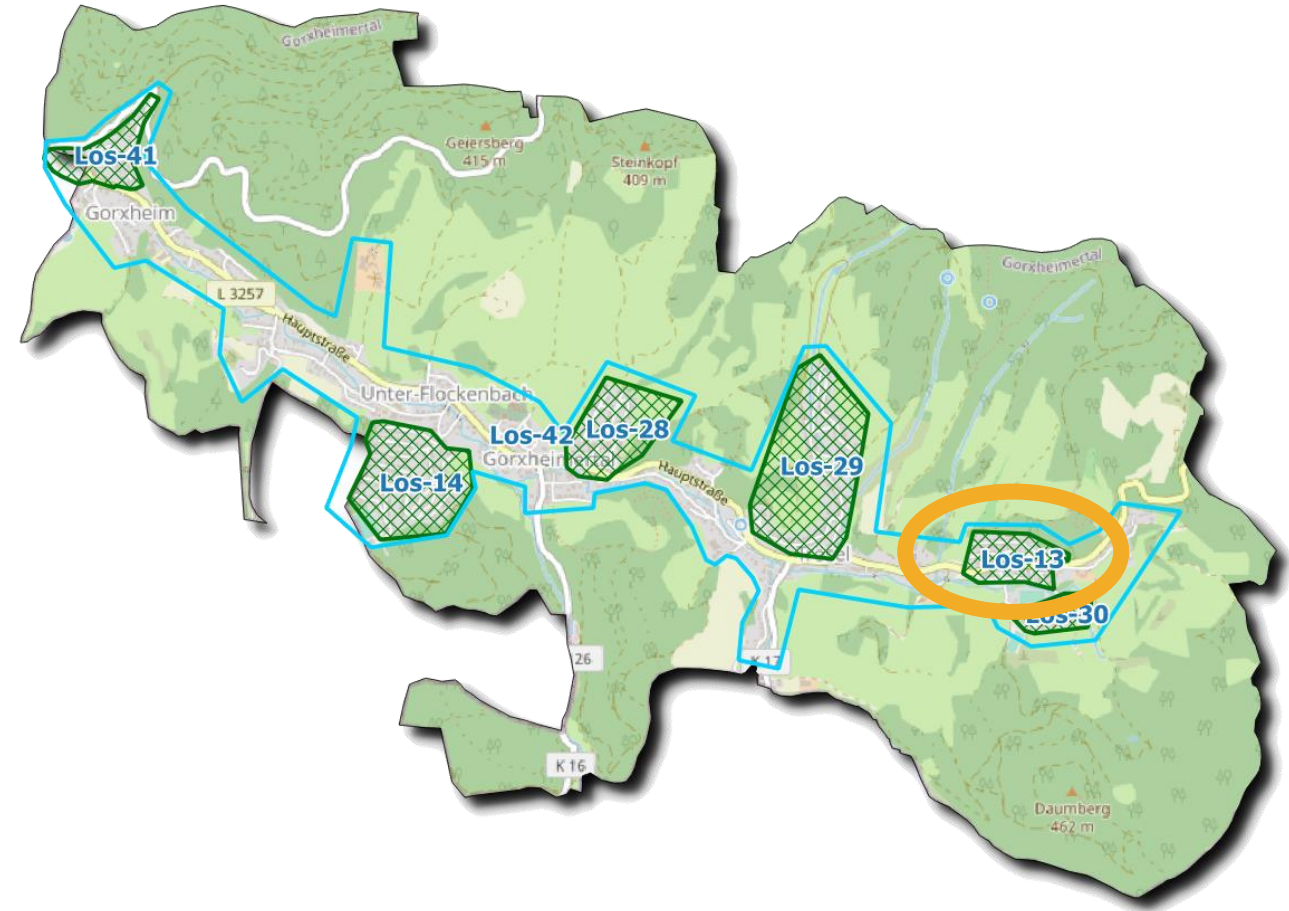 Gorxheimertal
Geiersberg
415 m
Steinkopf
409 m
Los-41
Gorxheim
Gorxheimertal
L 3257
Hauptstraße
Unter-Flockenbach
Los-42
Los-28
Gorxheimertal
Hauptstraße
Los-29
Los-14
Los-13
Los-30
26
K 17
K 16
Daumberg
462 m